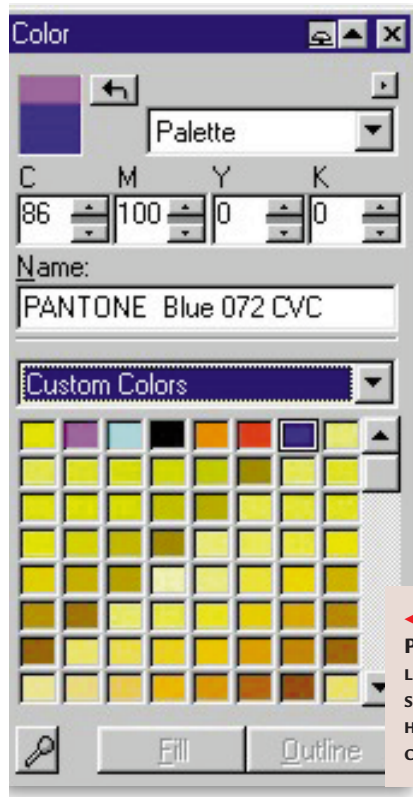 Color
Palette
C M Y K
86 100 0 0
Name:
PANTONE Blue 072 CVC
Custom Colors
Fill Outline
P
L
S
H
C